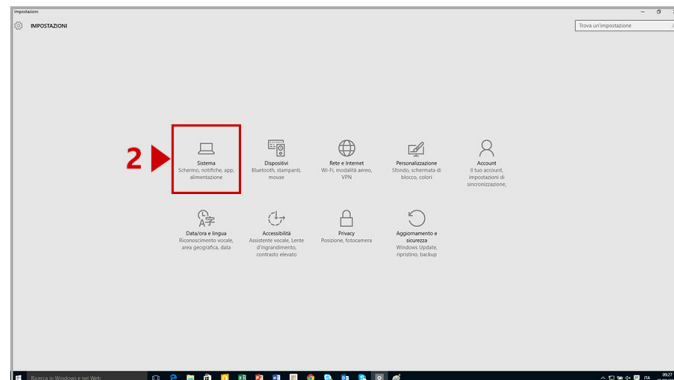 Impostazioni
IMPOSTAZIONI
Trova un'impostazione
2
Sistema
Schermo, notifiche, app,
alimentazione
Dispositivi
Bluetooth, stampanti,
mouse
Rete e Internet
Wi-Fi, modalità aereo,
VPN
Personalizzazione
Sfondo, schermata di
blocco, colori
Account
Il tuo account,
impostazioni di
sincronizzazione,
Data/ora e lingua
Riconoscimento vocale,
area geografica, data
Accessibilità
Assistente vocale, Lente
d'ingrandimento,
contrasto elevato
Privacy
Posizione, fotocamera
Aggiornamento e
sicurezza
Windows Update,
ripristino, backup
Ricerca in Windows e nel Web
ITA
09:27